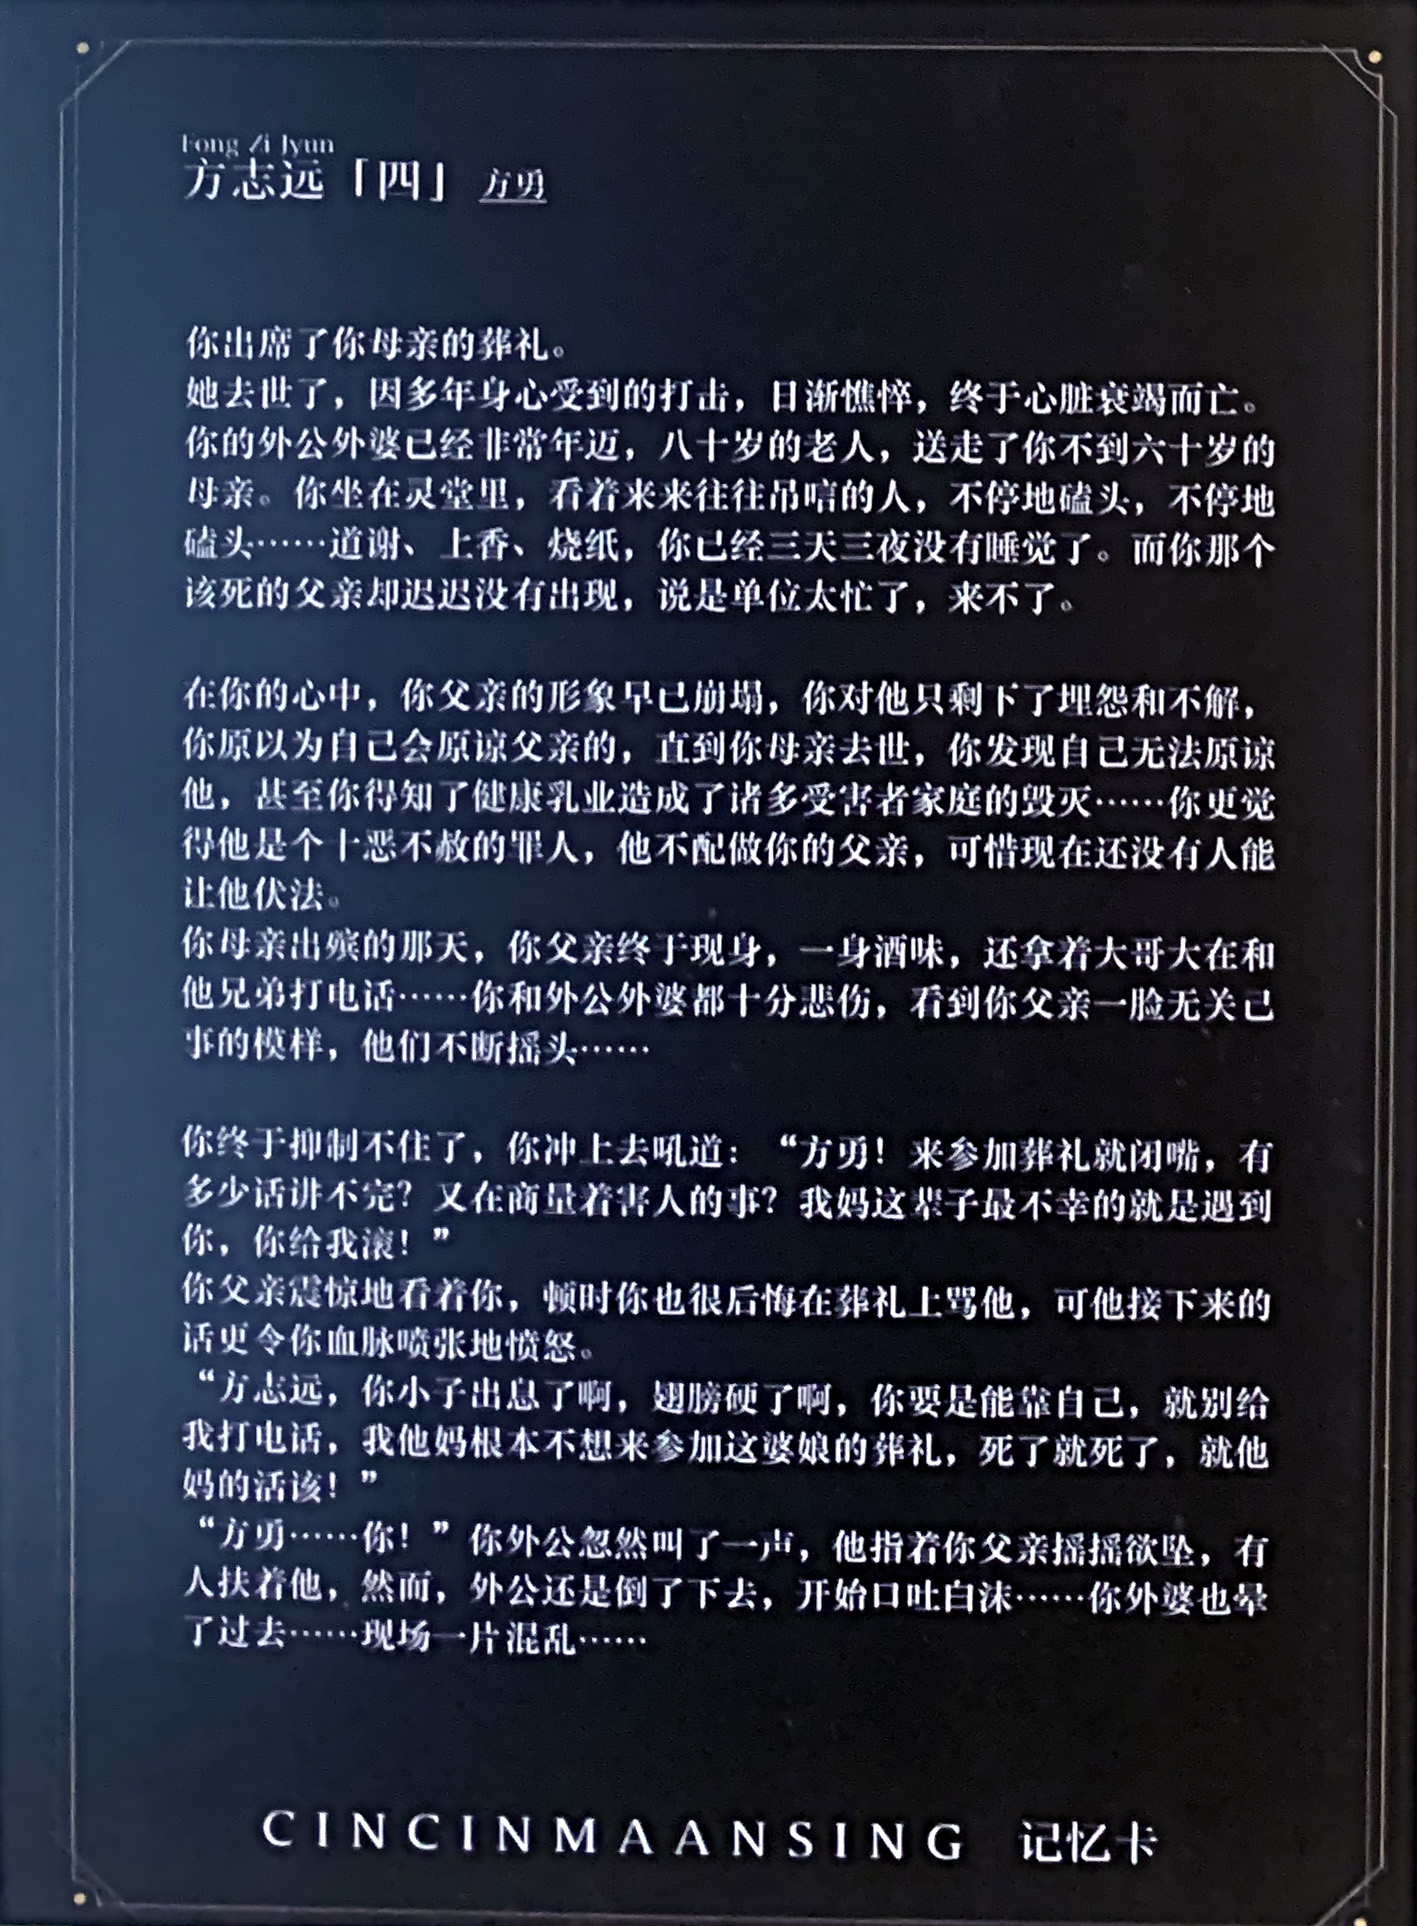 Fong Zi Jyun
方志远「四」 方勇
你出席了你母亲的葬礼。
她去世了，因多年身心受到的打击，日渐憔悴，终于心脏衰竭而亡。
你的外公外婆已经非常年迈，八十岁的老人，送走了你不到六十岁的
母亲。你坐在灵堂里，看着来来往往吊唁的人，不停地磕头，不停地
磕头……道谢、上香、烧纸，你已经三天三夜没有睡觉了。而你那个
该死的父亲却迟迟没有出现，说是单位太忙了，来不了。
在你的心中，你父亲的形象早已崩塌，你对他只剩下了埋怨和不解，
你原以为自己会原谅父亲的，直到你母亲去世，你发现自己无法原谅
他，甚至你得知了健康乳业造成了诸多受害者家庭的毁灭……你更觉
得他是个十恶不赦的罪人，他不配做你的父亲，可惜现在还没有人能
让他伏法。
你母亲出殡的那天，你父亲终于现身，一身酒味，还拿着大哥大在和
他兄弟打电话……你和外公外婆都十分悲伤，看到你父亲一脸无关己
事的模样，他们不断摇头……
你终于抑制不住了，你冲上去吼道：“方勇！来参加葬礼就闭嘴，有
多少话讲不完？又在商量着害人的事？我妈这辈子最不幸的就是遇到
你，你给我滚！”
你父亲震惊地看着你，顿时你也很后悔在葬礼上骂他，可他接下来的
话更令你血脉喷张地愤怒。
“方志远，你小子出息了啊，翅膀硬了啊，你要是能靠自己，就别给
我打电话，我他妈根本不想来参加这婆娘的葬礼，死了就死了，就他
妈的活该！”
“方勇……你！”你外公忽然叫了一声，他指着你父亲摇摇欲坠，有
人扶着他，然而，外公还是倒了下去，开始口吐白沫……你外婆也晕
了过去……现场一片混乱……
CINCINMAANSING 记忆卡